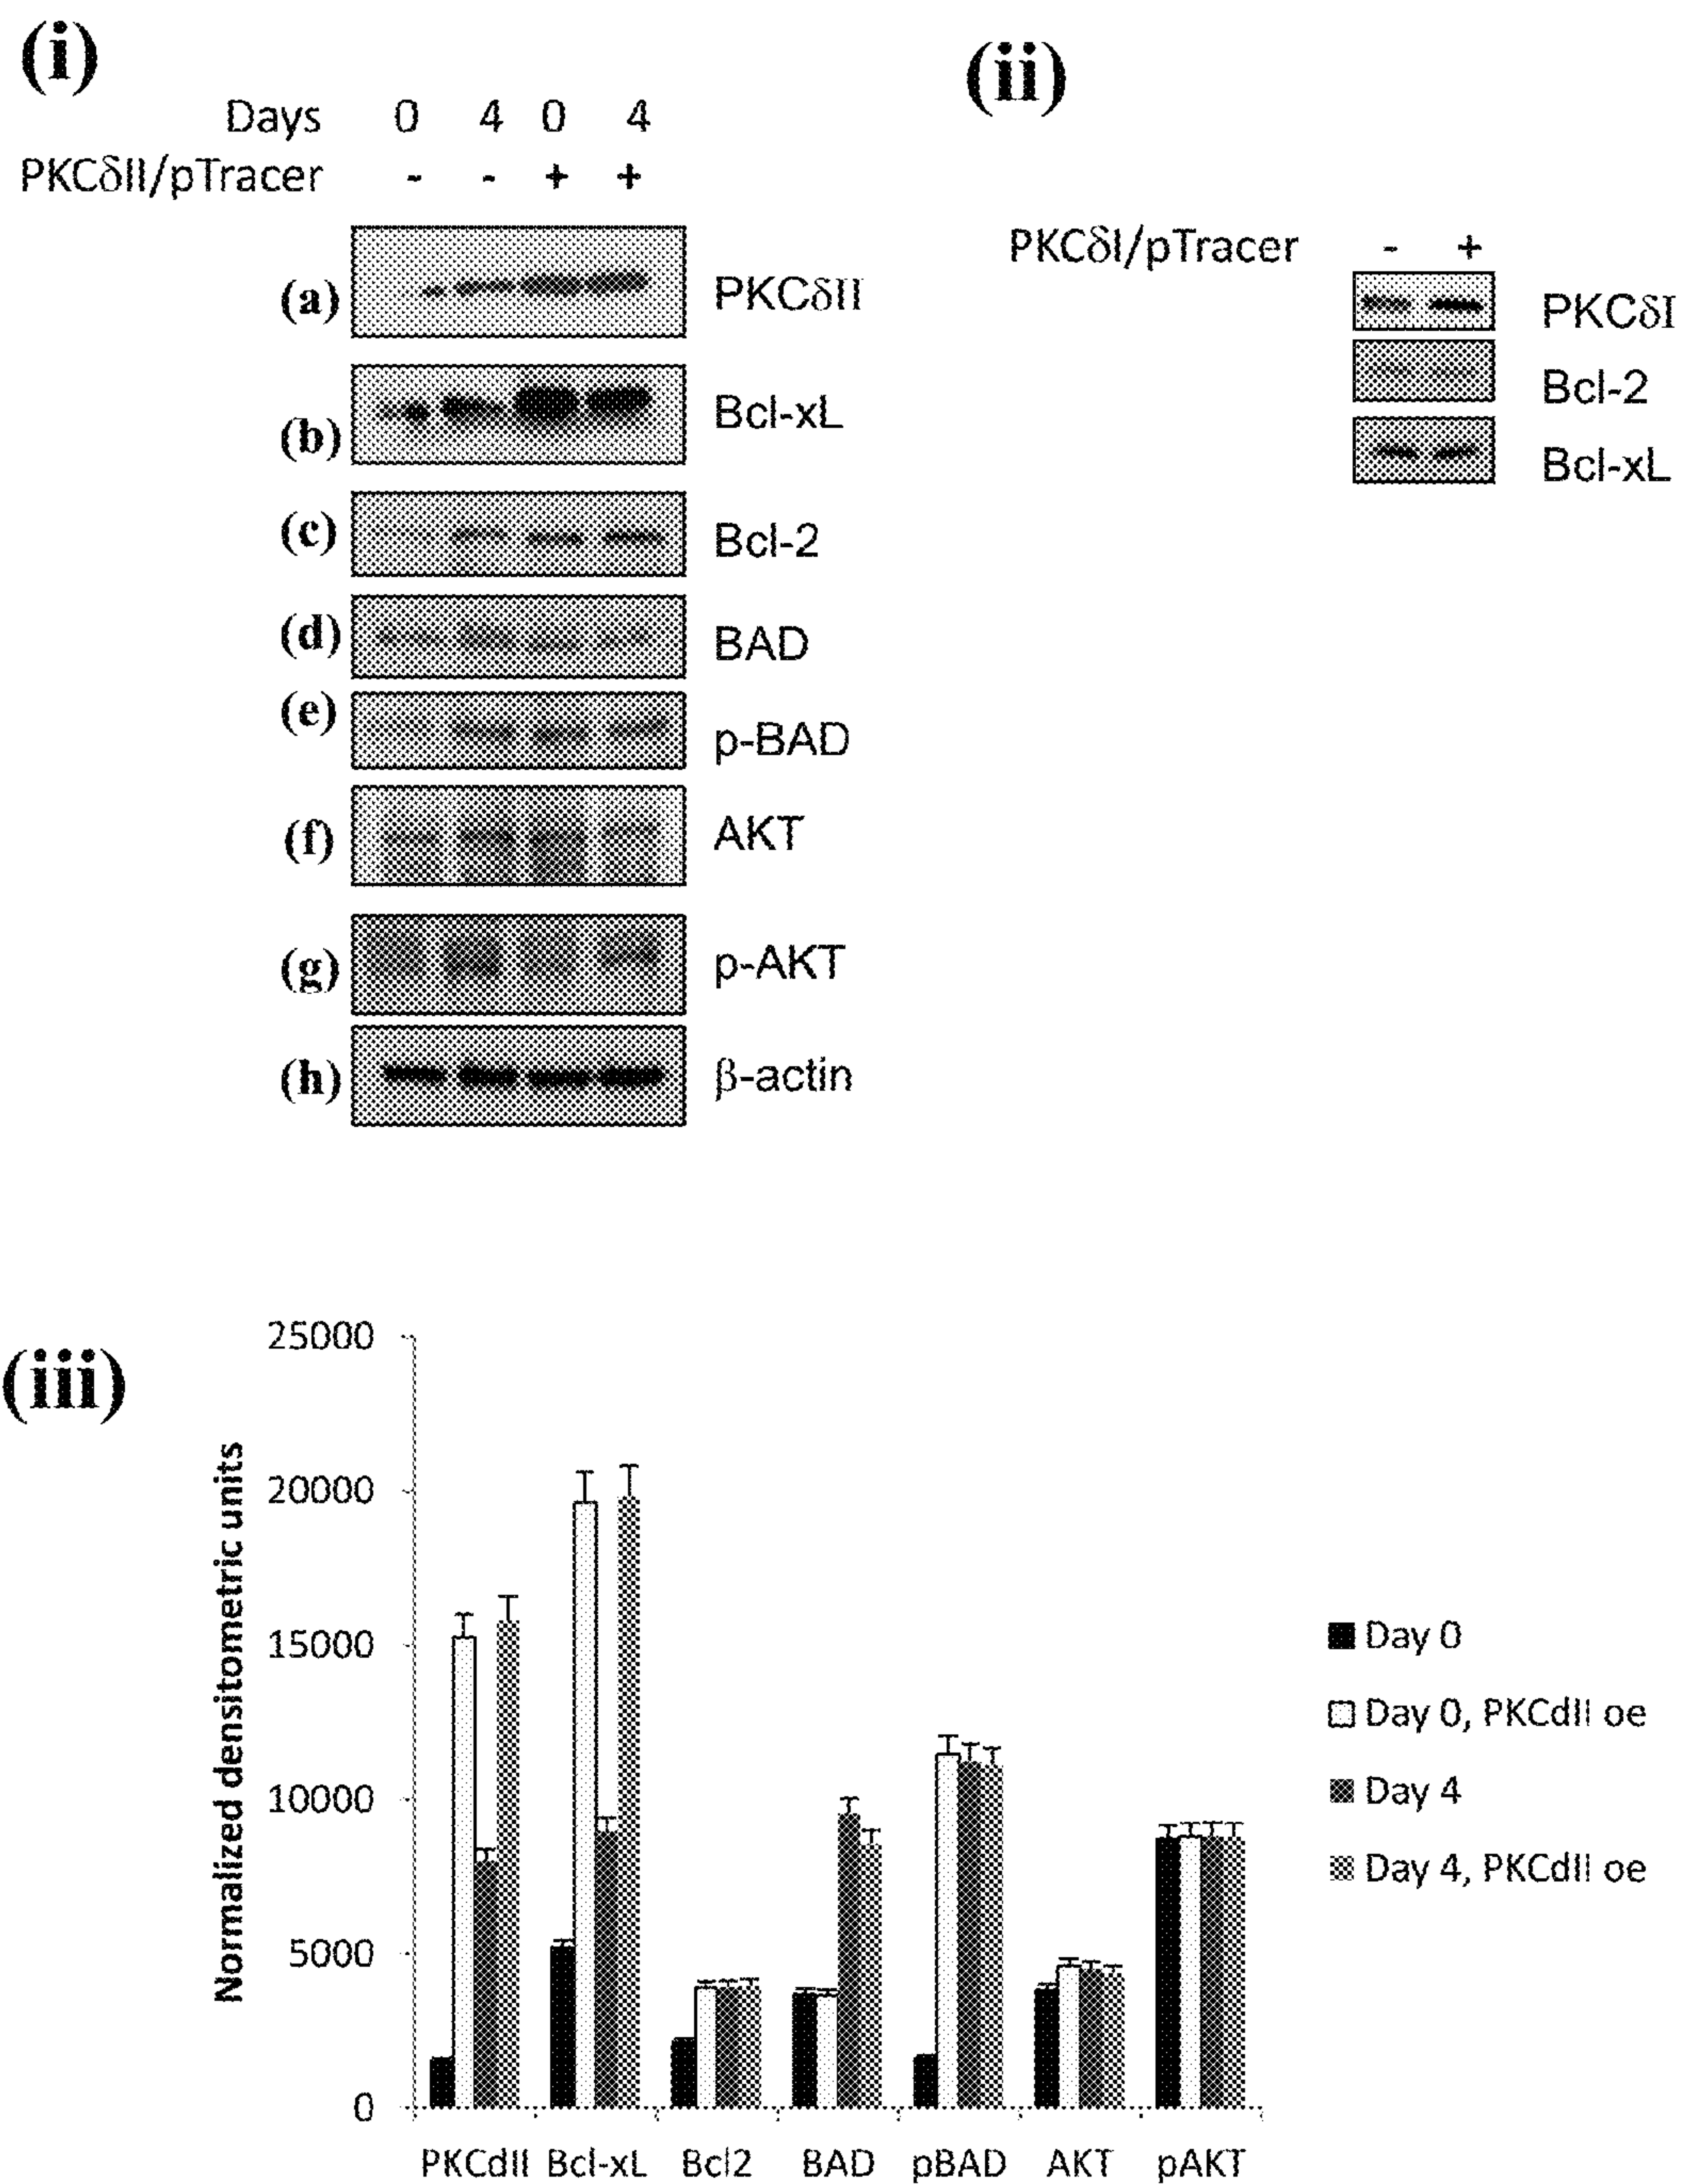 (i)
Days 0 4 0 4
PKCδII/pTracer - - + +
(a) PKCδII
(b) Bcl-xL
(c) Bcl-2
(d) BAD
(e) p-BAD
(f) AKT
(g) p-AKT
(h) β-actin
(ii)
PKCδI/pTracer - +
PKCδI
Bcl-2
Bcl-xL
(iii)
Normalized densitometric units
25000
20000
15000
10000
5000
0
PKCdII Bcl-xL Bcl2 BAD pBAD AKT pAKT
Day 0
Day 0, PKCdII oe
Day 4
Day 4, PKCdII oe